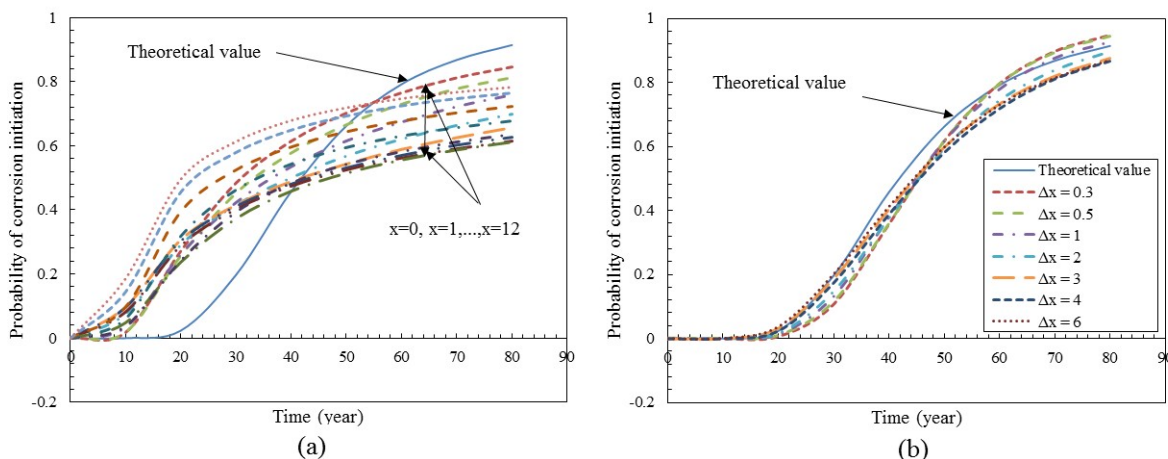 1
0.8
0.6
0.4
0.2
0
-0.2
0 10 20 30 40 50 60 70 80 90
Probability of corrosion initiation
Time (year)
Theoretical value
x=0, x=1,...,x=12
(a)
1
0.8
0.6
0.4
0.2
0
-0.2
0 10 20 30 40 50 60 70 80 90
Probability of corrosion initiation
Time (year)
Theoretical value
Theoretical value
Δx = 0.3
Δx = 0.5
Δx = 1
Δx = 2
Δx = 3
Δx = 4
Δx = 6
(b)